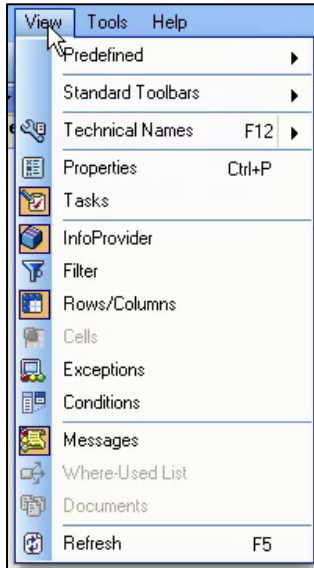 View Tools Help
Predefined
Standard Toolbars
Technical Names F12
Properties Ctrl+P
Tasks
InfoProvider
Filter
Rows/Columns
Cells
Exceptions
Conditions
Messages
Where-Used List
Documents
Refresh F5